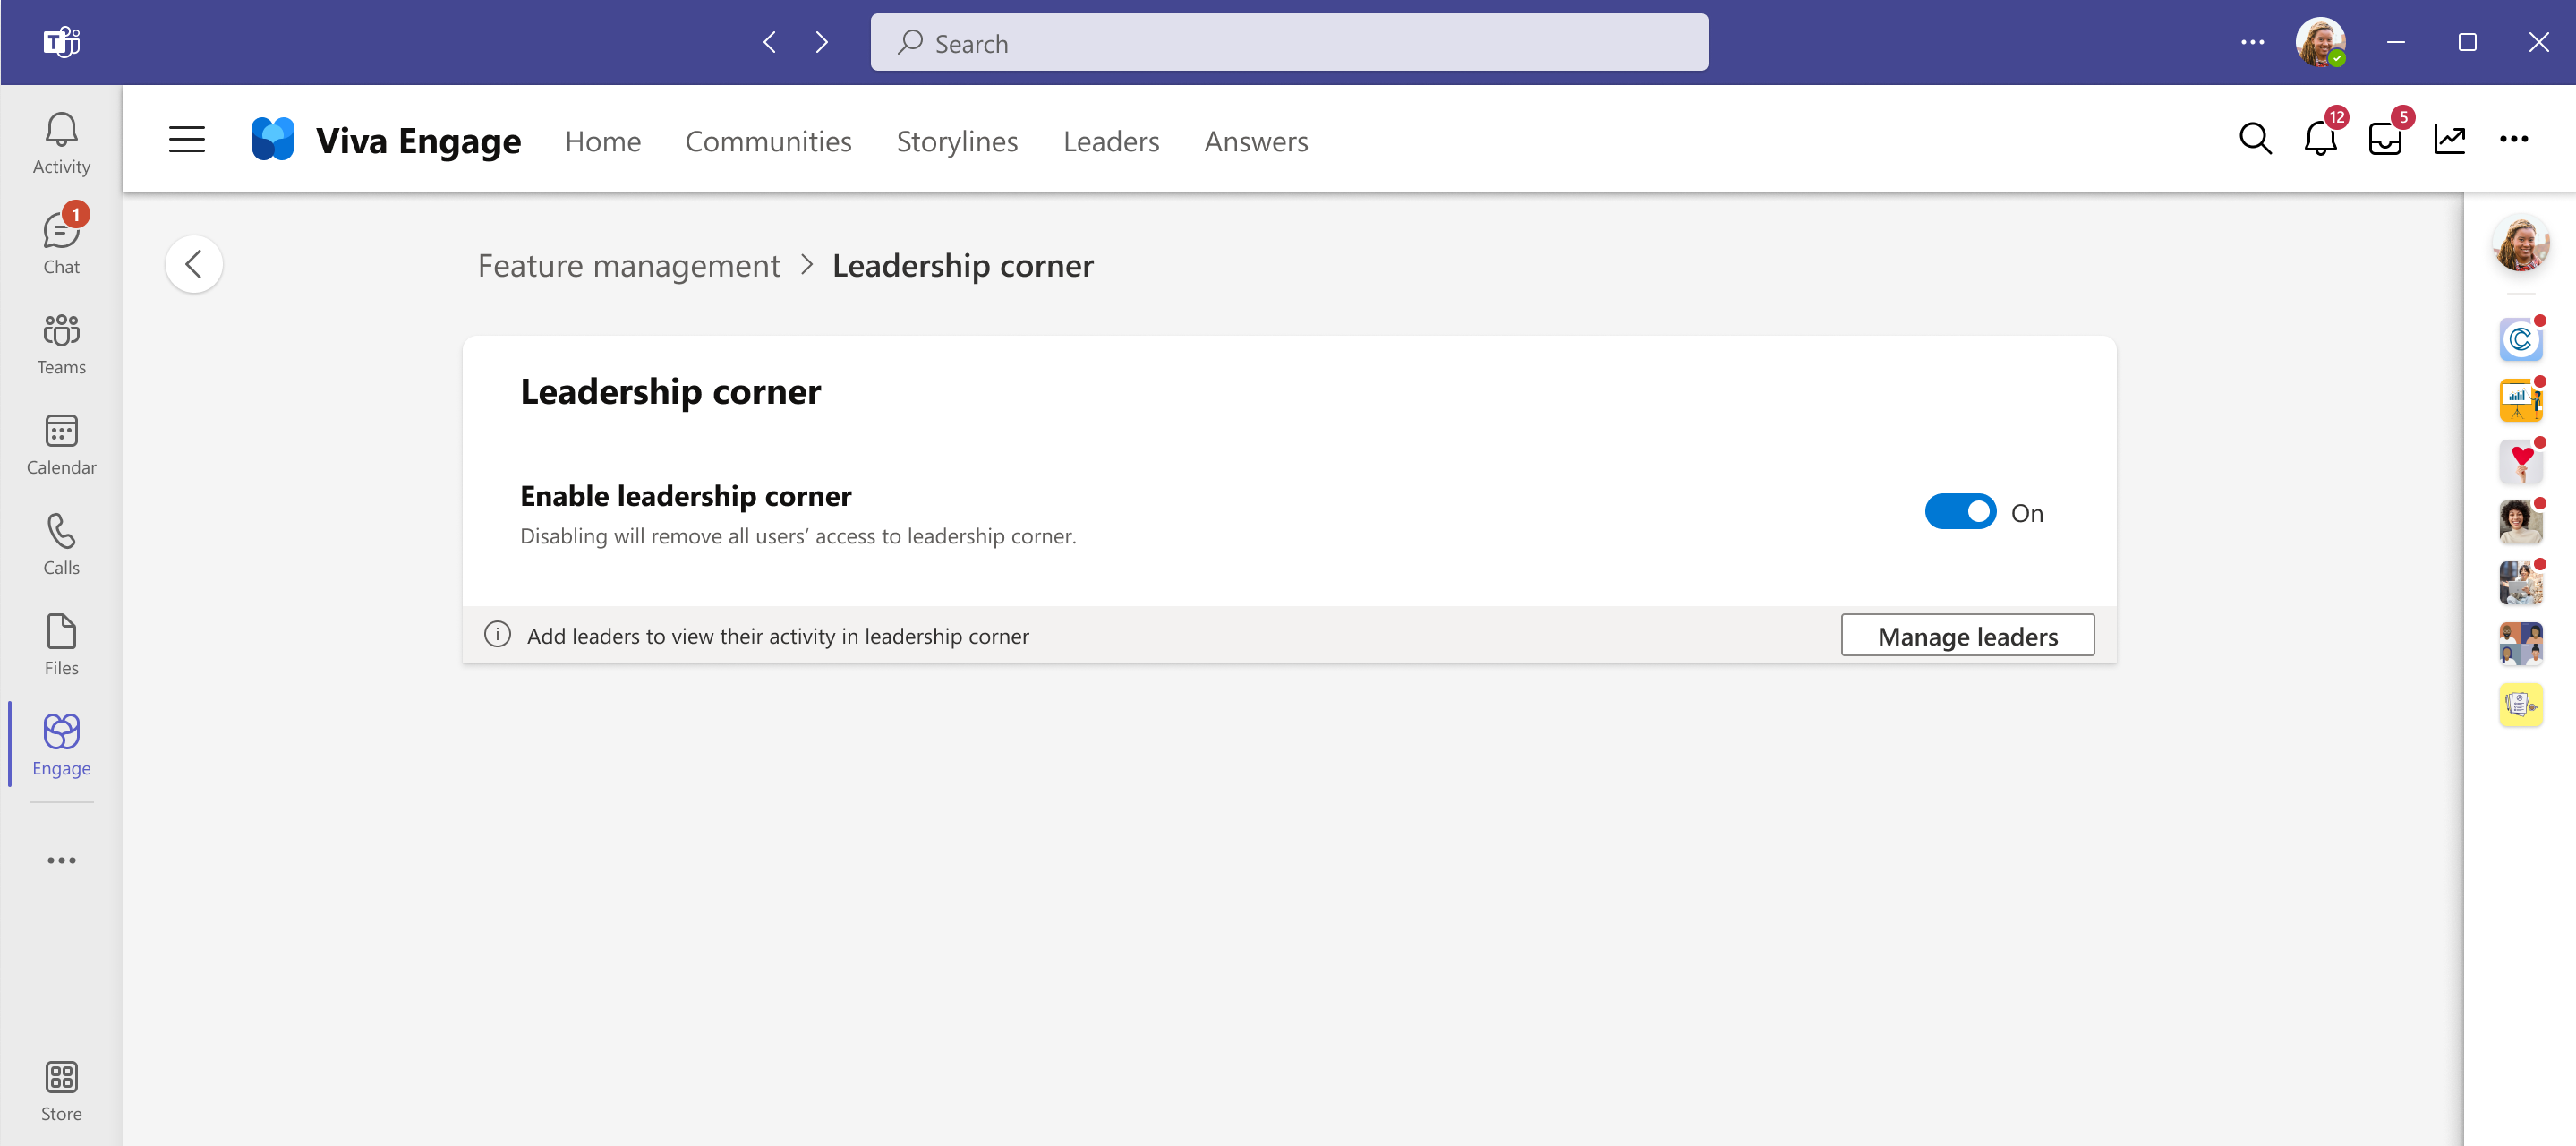 Search
Activity
1
Chat
Teams
Calendar
Calls
Files
Engage
Store
Viva Engage
Home
Communities
Storylines
Leaders
Answers
12
5
Feature management > Leadership corner
Leadership corner
Enable leadership corner
Disabling will remove all users’ access to leadership corner.
On
Add leaders to view their activity in leadership corner
Manage leaders